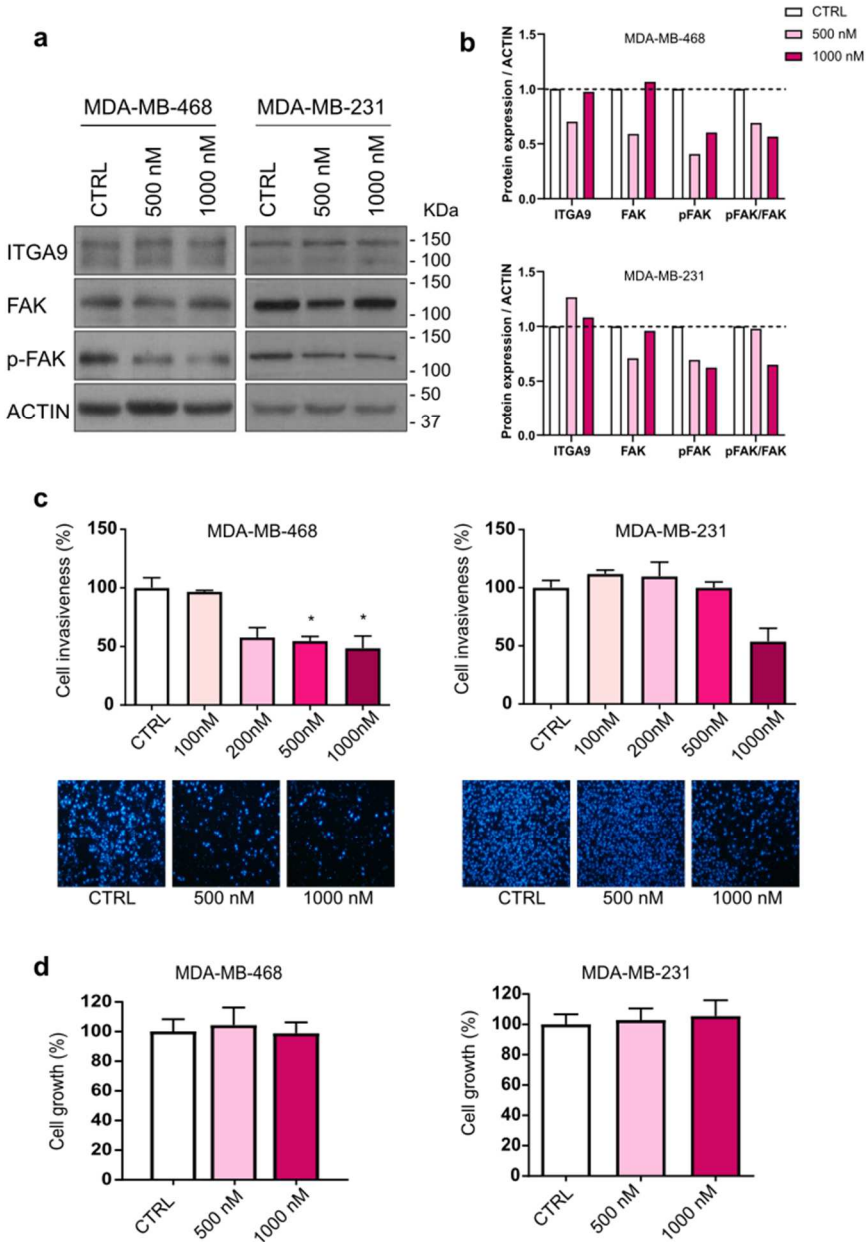 a
MDA-MB-468
MDA-MB-231
CTRL
500 nM
1000 nM
CTRL
500 nM
1000 nM
KDa
ITGA9
- 150
- 100
FAK
- 150
- 100
p-FAK
- 150
- 100
ACTIN
- 50
- 37
b
CTRL
500 nM
1000 nM
MDA-MB-468
Protein expression / ACTIN
1.5
1.0
0.5
0.0
ITGA9 FAK pFAK pFAK/FAK
MDA-MB-231
Protein expression / ACTIN
1.5
1.0
0.5
0.0
ITGA9 FAK pFAK pFAK/FAK
c
MDA-MB-468
Cell invasiveness (%)
150
100
50
0
* *
CTRL 100nM 200nM 500nM 1000nM
CTRL 500 nM 1000 nM
MDA-MB-231
Cell invasiveness (%)
150
100
50
0
CTRL 100nM 200nM 500nM 1000nM
CTRL 500 nM 1000 nM
d
MDA-MB-468
Cell growth (%)
120
100
80
60
40
20
0
CTRL 500 nM 1000 nM
MDA-MB-231
Cell growth (%)
120
100
80
60
40
20
0
CTRL 500 nM 1000 nM